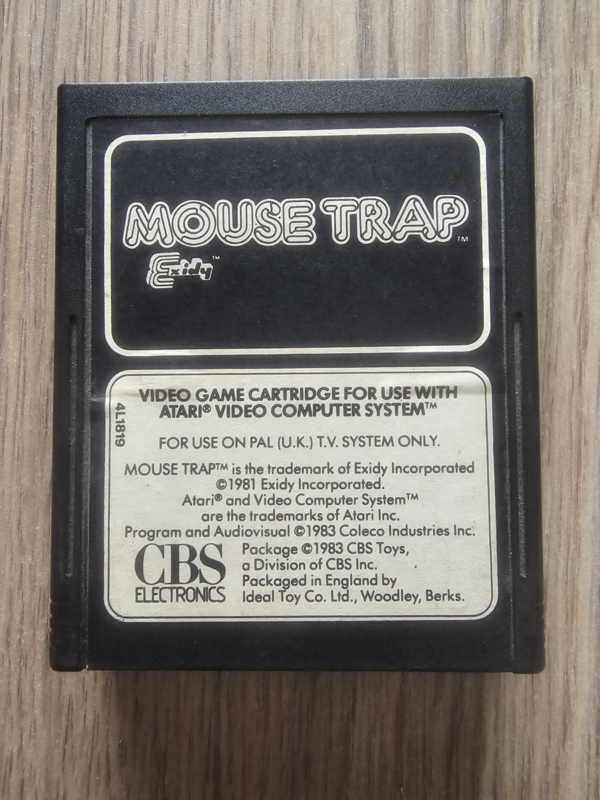 MOUSE TRAP™
Exidy™
VIDEO GAME CARTRIDGE FOR USE WITH
ATARI® VIDEO COMPUTER SYSTEM™
4L1819
FOR USE ON PAL (U.K.) T.V. SYSTEM ONLY.
MOUSE TRAP™ is the trademark of Exidy Incorporated
©1981 Exidy Incorporated.
Atari® and Video Computer System™
are the trademarks of Atari Inc.
Program and Audiovisual ©1983 Coleco Industries Inc.
CBS
ELECTRONICS
Package ©1983 CBS Toys,
a Division of CBS Inc.
Packaged in England by
Ideal Toy Co. Ltd., Woodley, Berks.